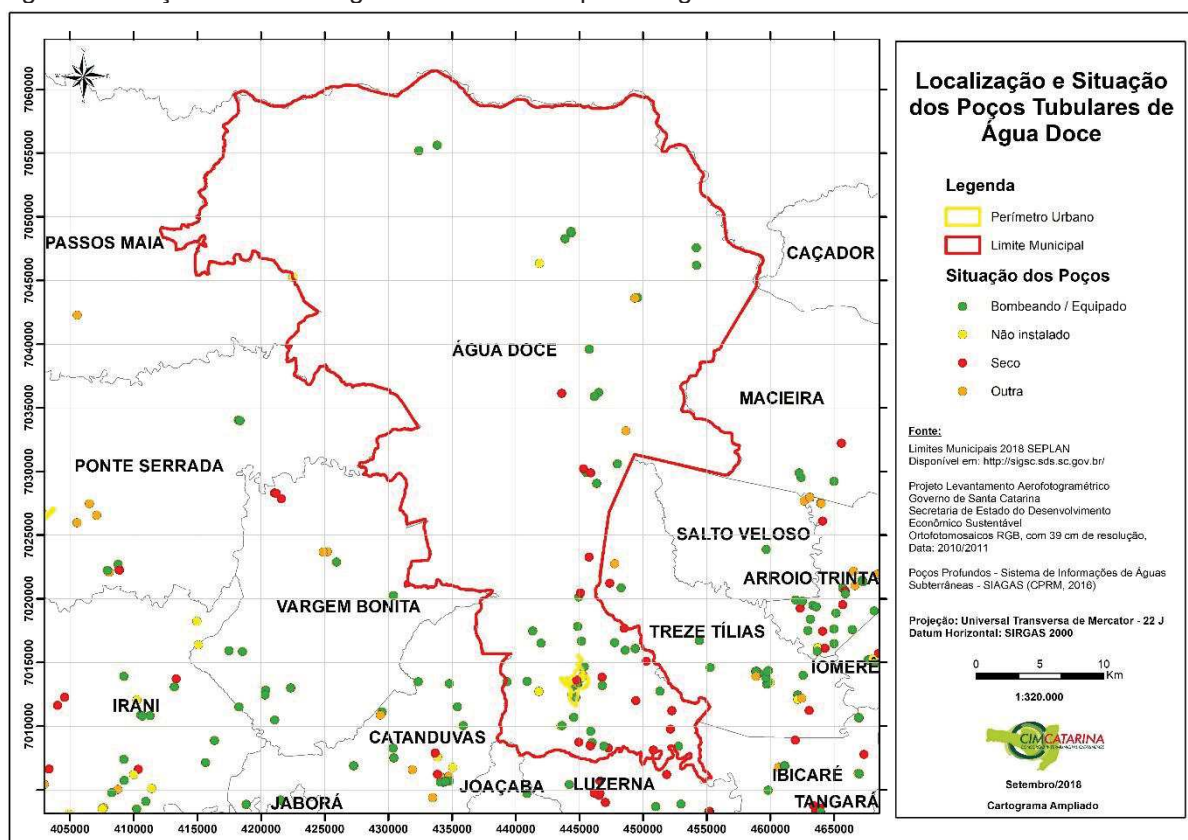 Localização e Situação
dos Poços Tubulares de
Água Doce
Legenda
Perímetro Urbano
Limite Municipal
Situação dos Poços
Bombeando / Equipado
Não instalado
Seco
Outra
Fonte:
Limites Municipais 2018 SEPLAN
Disponível em: http://sigsc.sds.sc.gov.br/
Projeto Levantamento Aerofotogramétrico
Governo de Santa Catarina
Secretaria de Estado do Desenvolvimento
Econômico Sustentável
Ortofotomosaicos RGB, com 39 cm de resolução,
Data: 2010/2011
Poços Profundos - Sistema de Informações de Águas
Subterrâneas - SIAGAS (CPRM, 2016)
Projeção: Universal Transversa de Mercator - 22 J
Datum Horizontal: SIRGAS 2000
0 5 10
Km
1:320.000
CIMCATARINA
Setembro/2018
Cartograma Ampliado
PASSOS MAIA
CAÇADOR
ÁGUA DOCE
MACIEIRA
PONTE SERRADA
SALTO VELOSO
ARROIO TRINTA
VARGEM BONITA
TREZE TÍLIAS
IOMERÊ
IRANI
CATANDUVAS
JOAÇABA
LUZERNA
IBICARÉ
JABORÁ
TANGARÁ
7060000
7055000
7050000
7045000
7040000
7035000
7030000
7025000
7020000
7015000
7010000
405000 410000 415000 420000 425000 430000 435000 440000 445000 450000 455000 460000 465000